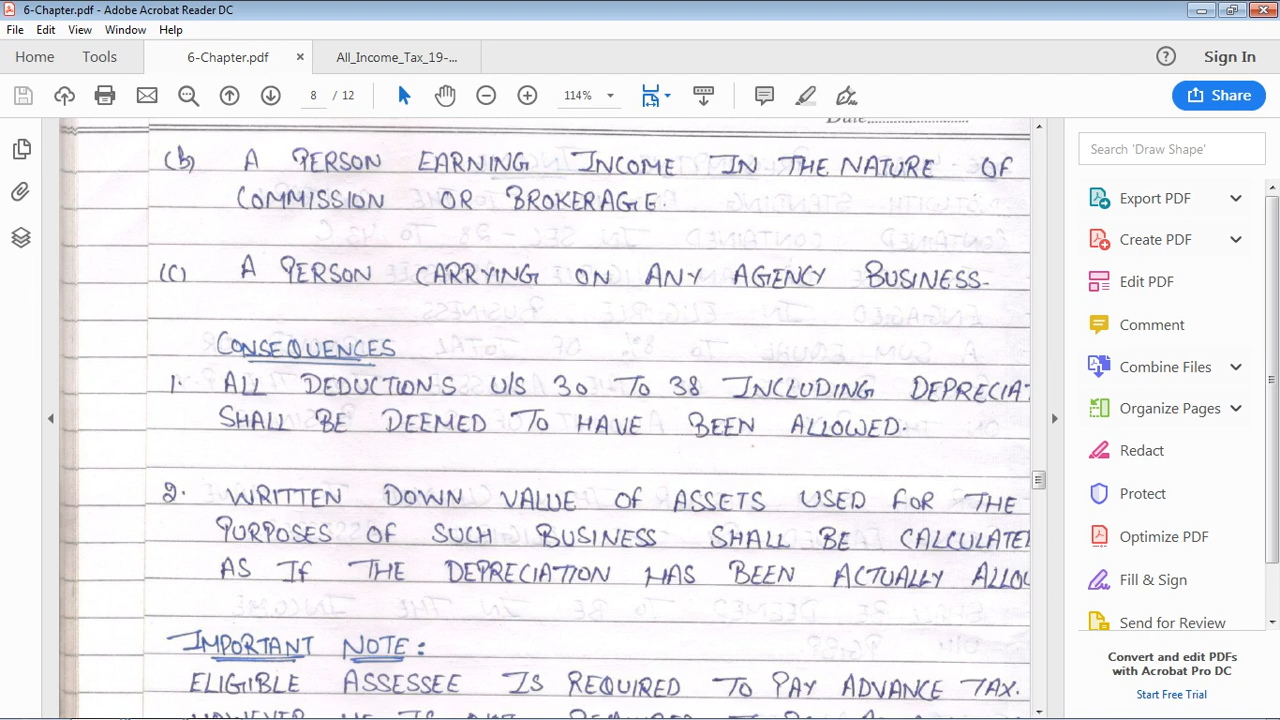 6-Chapter.pdf - Adobe Acrobat Reader DC
File Edit View Window Help
Home Tools 6-Chapter.pdf × All_Income_Tax_19-... ? Sign In
8 / 12 114% Share
Date
(b) A PERSON EARNING INCOME IN THE NATURE OF
COMMISSION OR BROKERAGE.
(c) A PERSON CARRYING ON ANY AGENCY BUSINESS.
CONSEQUENCES
1. ALL DEDUCTIONS U/S 30 TO 38 INCLUDING DEPRECIAT
SHALL BE DEEMED TO HAVE BEEN ALLOWED.
2. WRITTEN DOWN VALUE OF ASSETS USED FOR THE
PURPOSES OF SUCH BUSINESS SHALL BE CALCULATE
AS IF THE DEPRECIATION HAS BEEN ACTUALLY ALLO
IMPORTANT NOTE:
ELIGIBLE ASSESSEE IS REQUIRED TO PAY ADVANCE TAX.
Search 'Draw Shape'
Export PDF
Create PDF
Edit PDF
Comment
Combine Files
Organize Pages
Redact
Protect
Optimize PDF
Fill & Sign
Send for Review
Convert and edit PDFs
with Acrobat Pro DC
Start Free Trial